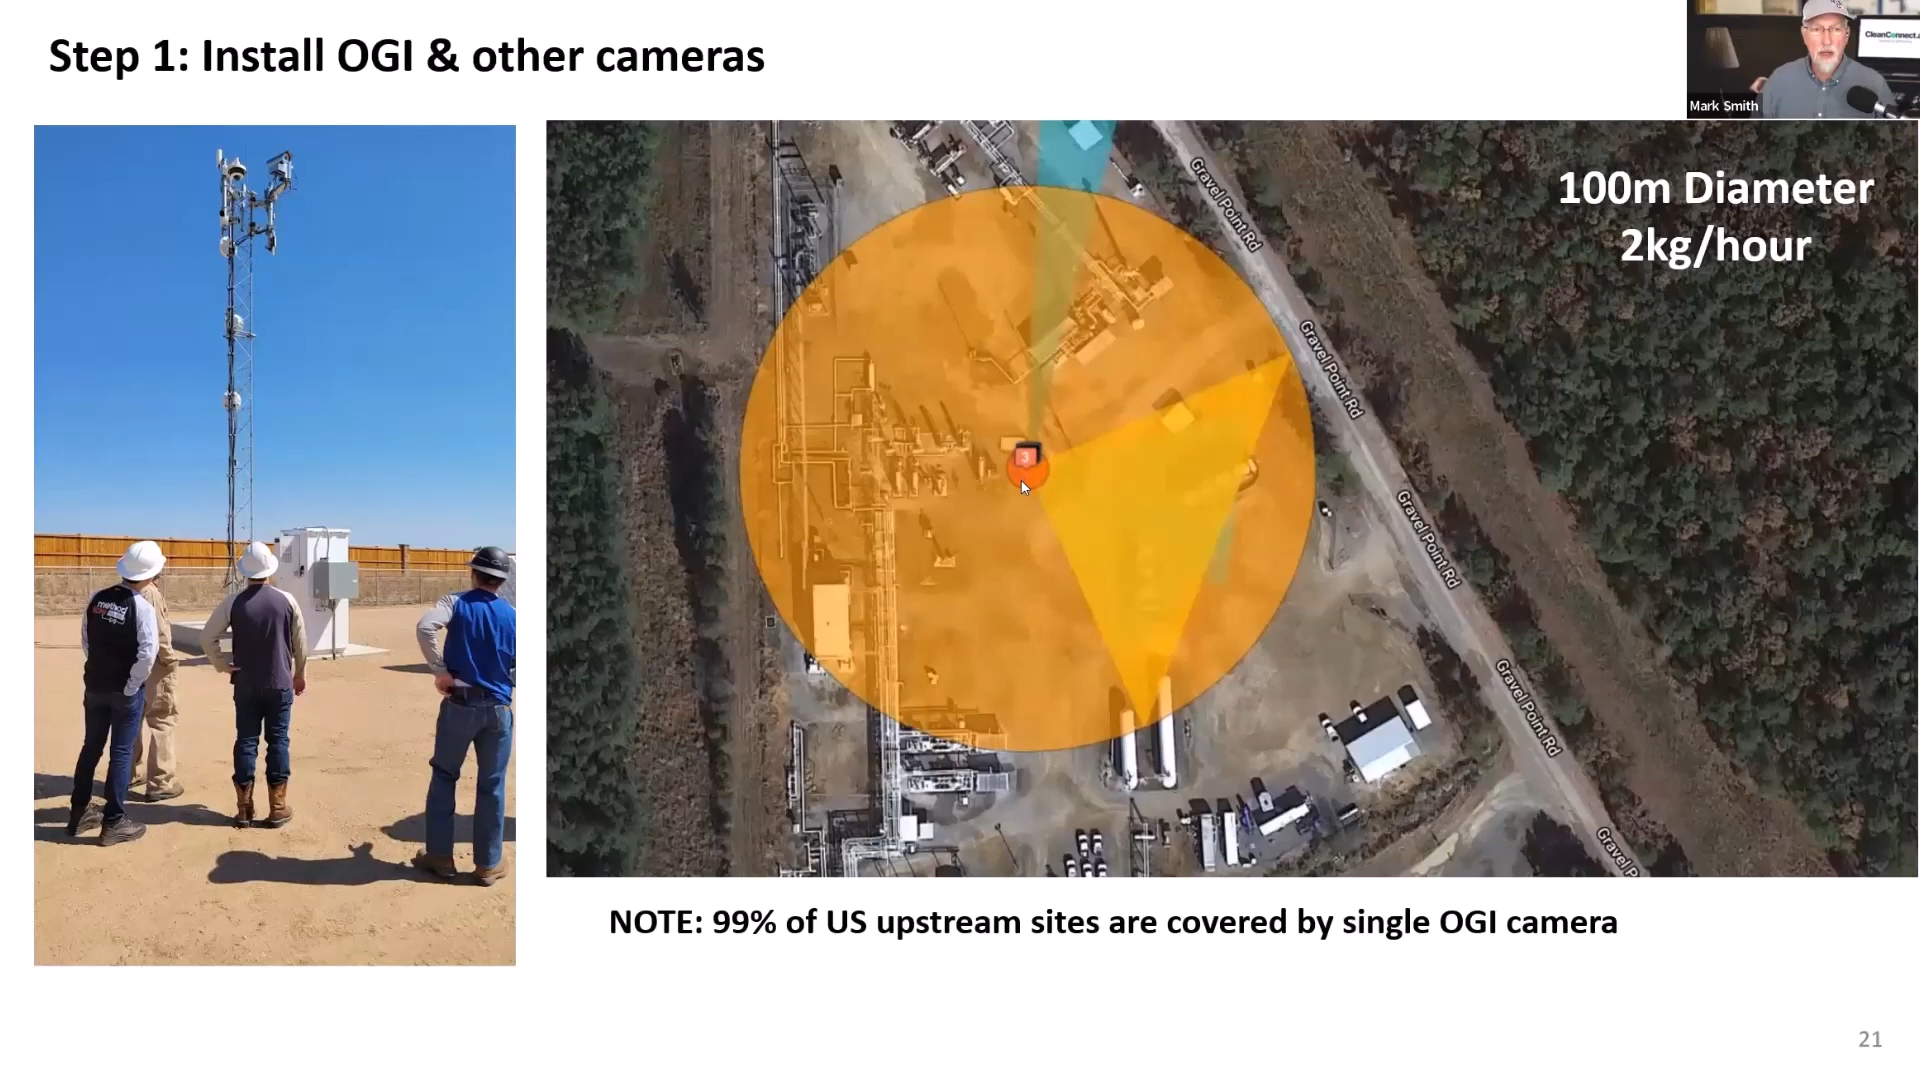 Step 1: Install OGI & other cameras
CleanConnect.a
Mark Smith
100m Diameter
2kg/hour
Gravel Point Rd
Gravel Point Rd
Gravel Point Rd
Gravel Point Rd
Gravel P
3
method
NOTE: 99% of US upstream sites are covered by single OGI camera
21